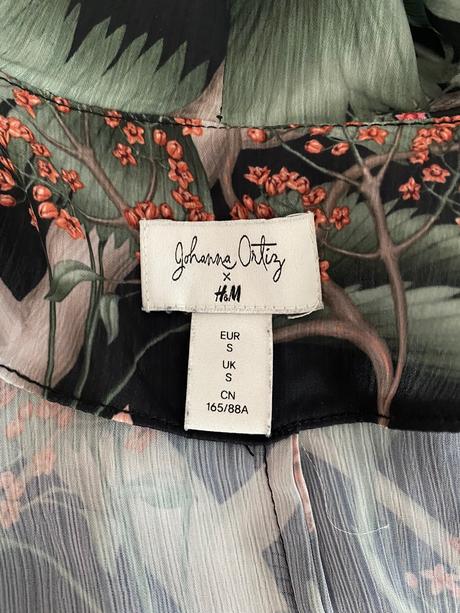 Johanna Ortiz
x
H&M
EUR
S
UK
S
CN
165/88A